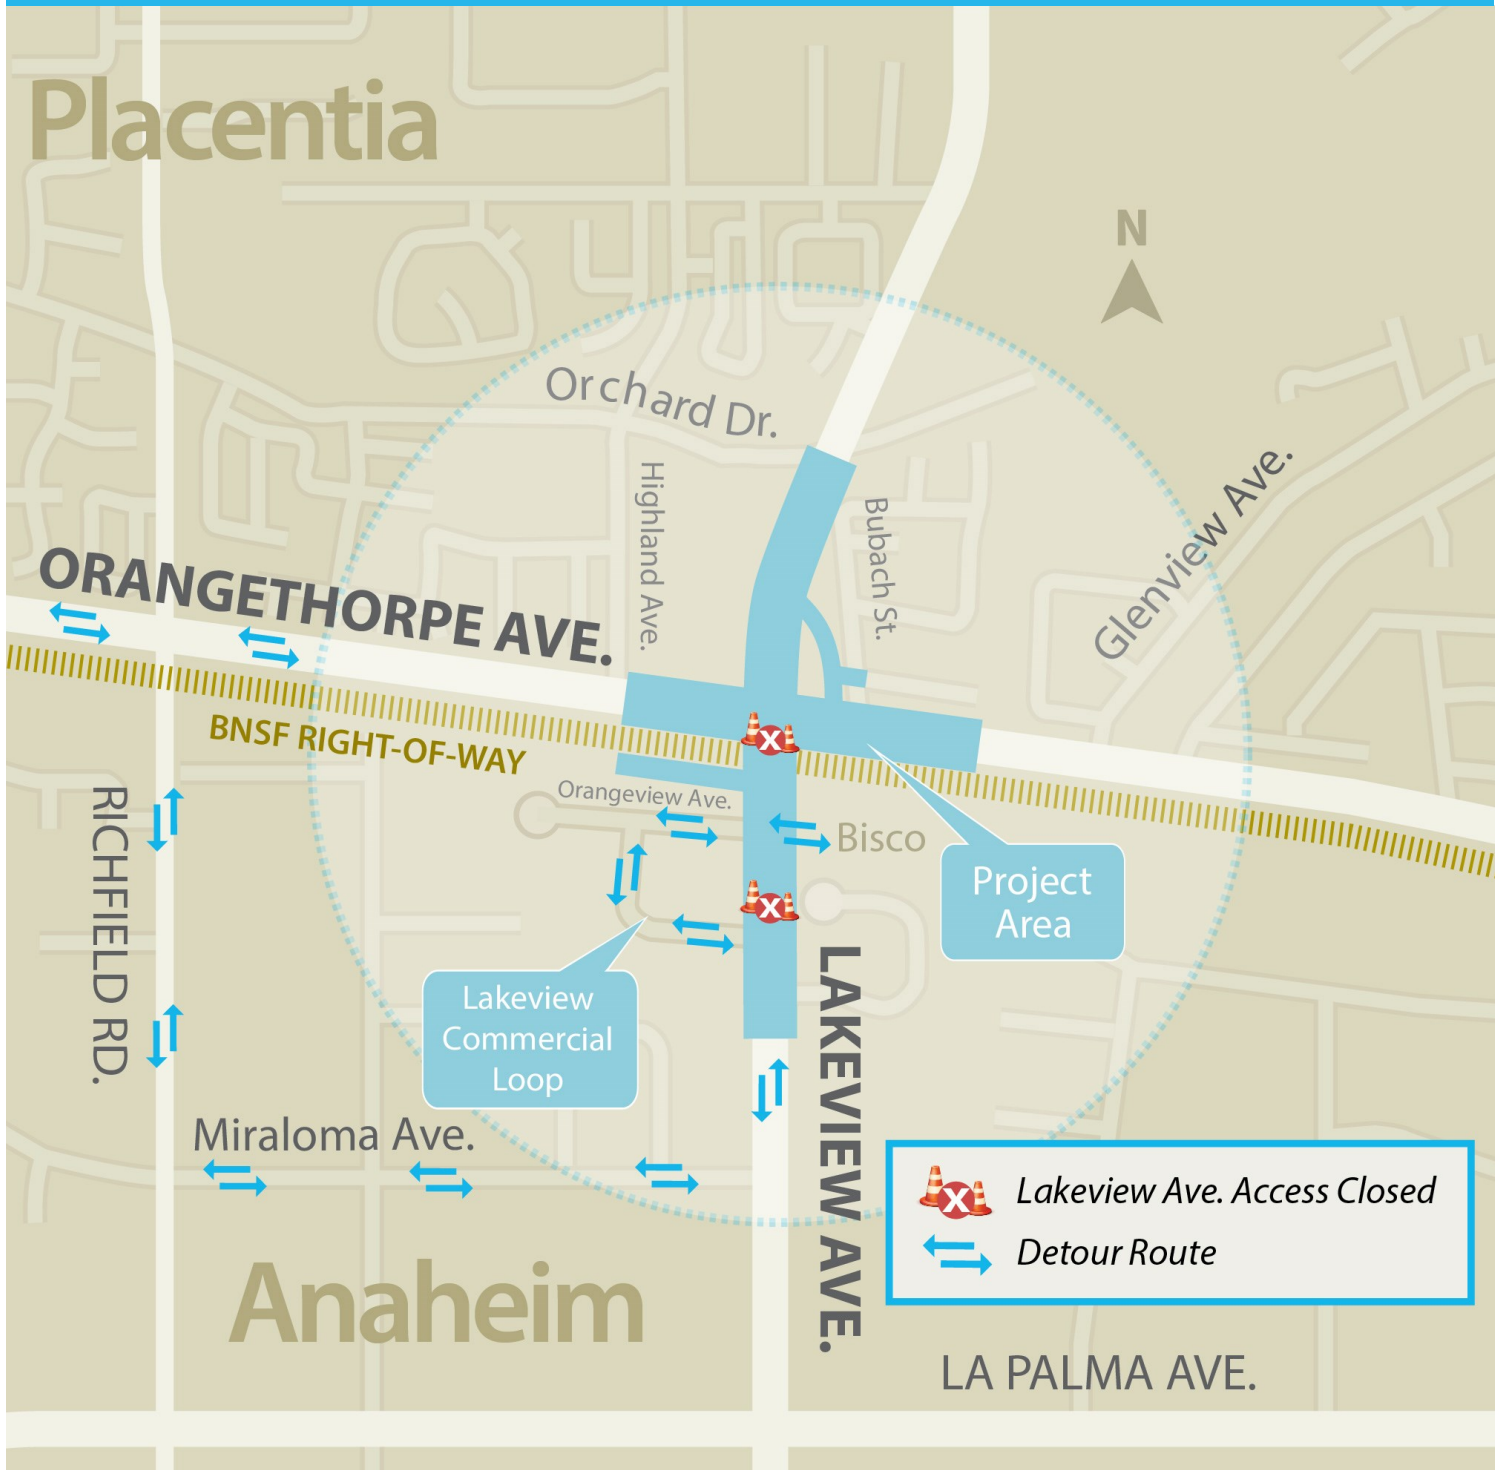 Placentia
N
Orchard Dr.
Highland Ave.
Bubach St.
Glenview Ave.
ORANGETHORPE AVE.
BNSF RIGHT-OF-WAY
Orangeview Ave.
X
Bisco
Project
Area
X
RICHFIELD RD.
LAKEVIEW AVE.
Lakeview
Commercial
Loop
Miraloma Ave.
X
Lakeview Ave. Access Closed
Detour Route
Anaheim
LA PALMA AVE.